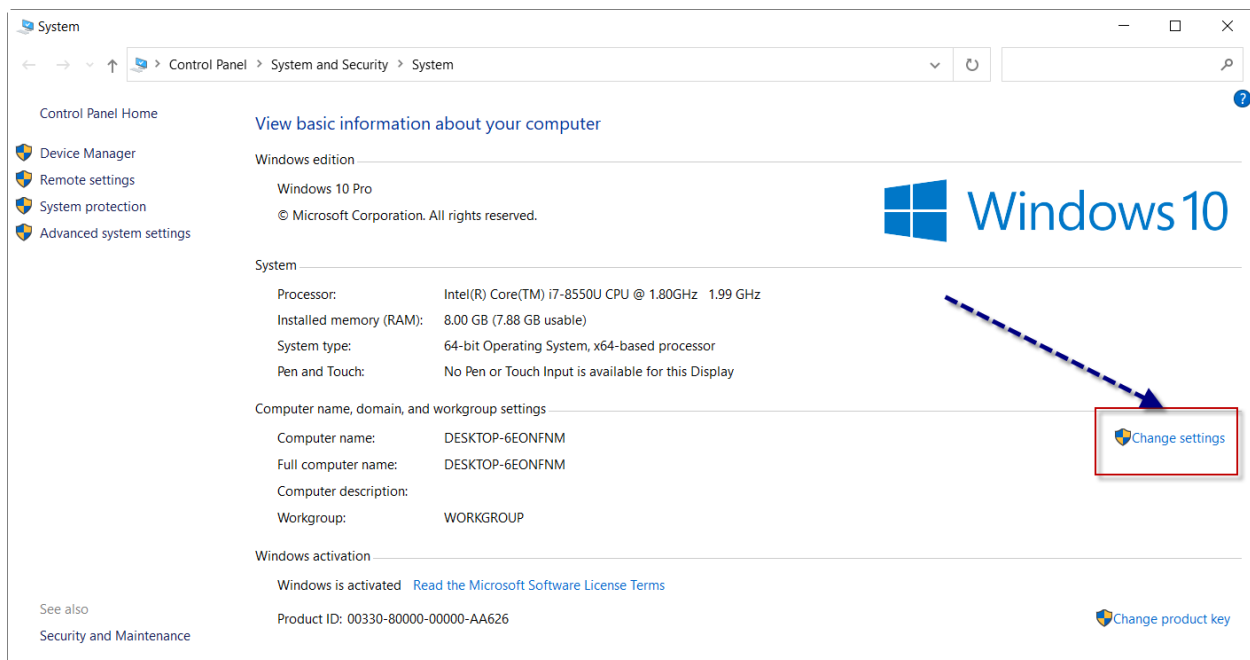 System
Control Panel > System and Security > System
?
Control Panel Home
Device Manager
Remote settings
System protection
Advanced system settings
View basic information about your computer
Windows edition
Windows 10 Pro
© Microsoft Corporation. All rights reserved.
Windows 10
System
Processor: Intel(R) Core(TM) i7-8550U CPU @ 1.80GHz 1.99 GHz
Installed memory (RAM): 8.00 GB (7.88 GB usable)
System type: 64-bit Operating System, x64-based processor
Pen and Touch: No Pen or Touch Input is available for this Display
Computer name, domain, and workgroup settings
Computer name: DESKTOP-6EONFNM
Change settings
Full computer name: DESKTOP-6EONFNM
Computer description:
Workgroup: WORKGROUP
Windows activation
Windows is activated Read the Microsoft Software License Terms
Product ID: 00330-80000-00000-AA626
Change product key
See also
Security and Maintenance